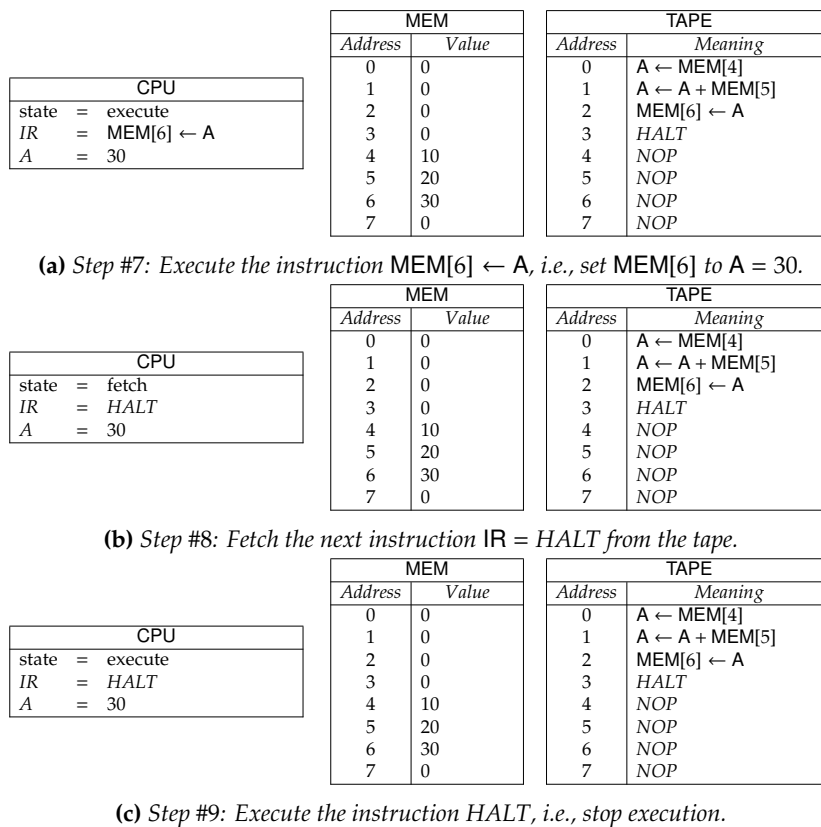 MEM TAPE
Address Value Address Meaning
0 0 0 A ← MEM[4]
CPU 1 0 1 A ← A + MEM[5]
state = execute 2 0 2 MEM[6] ← A
IR = MEM[6] ← A 3 0 3 HALT
A = 30 4 10 4 NOP
5 20 5 NOP
6 30 6 NOP
7 0 7 NOP
(a) Step #7: Execute the instruction MEM[6] ← A, i.e., set MEM[6] to A = 30.
MEM TAPE
Address Value Address Meaning
0 0 0 A ← MEM[4]
CPU 1 0 1 A ← A + MEM[5]
state = fetch 2 0 2 MEM[6] ← A
IR = HALT 3 0 3 HALT
A = 30 4 10 4 NOP
5 20 5 NOP
6 30 6 NOP
7 0 7 NOP
(b) Step #8: Fetch the next instruction IR = HALT from the tape.
MEM TAPE
Address Value Address Meaning
0 0 0 A ← MEM[4]
CPU 1 0 1 A ← A + MEM[5]
state = execute 2 0 2 MEM[6] ← A
IR = HALT 3 0 3 HALT
A = 30 4 10 4 NOP
5 20 5 NOP
6 30 6 NOP
7 0 7 NOP
(c) Step #9: Execute the instruction HALT, i.e., stop execution.